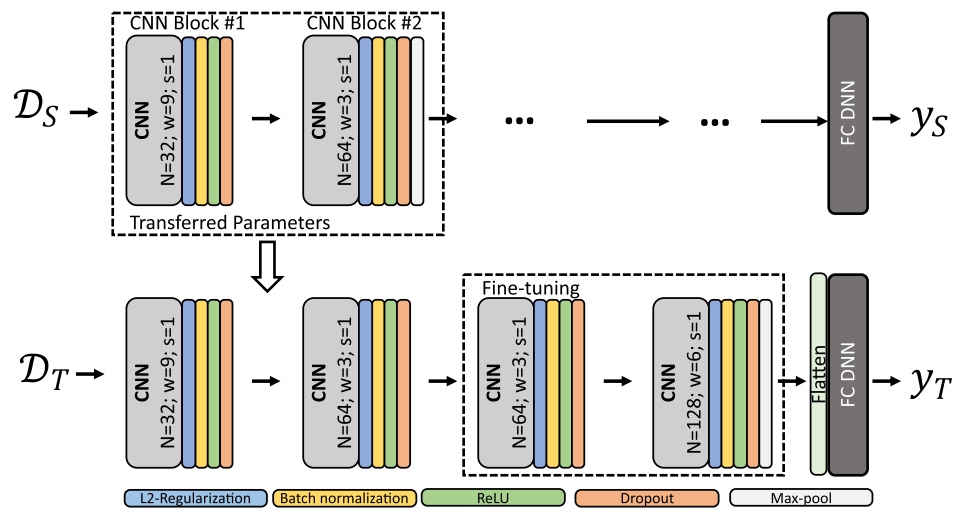 CNN Block #1
CNN Block #2
𝒟S
CNN
N=32; w=9; s=1
CNN
N=64; w=3; s=1
...
...
FC DNN
yS
Transferred Parameters
Fine-tuning
𝒟T
CNN
N=32; w=9; s=1
CNN
N=64; w=3; s=1
CNN
N=64; w=3; s=1
CNN
N=128; w=6; s=1
Flatten
FC DNN
yT
L2-Regularization
Batch normalization
ReLU
Dropout
Max-pool